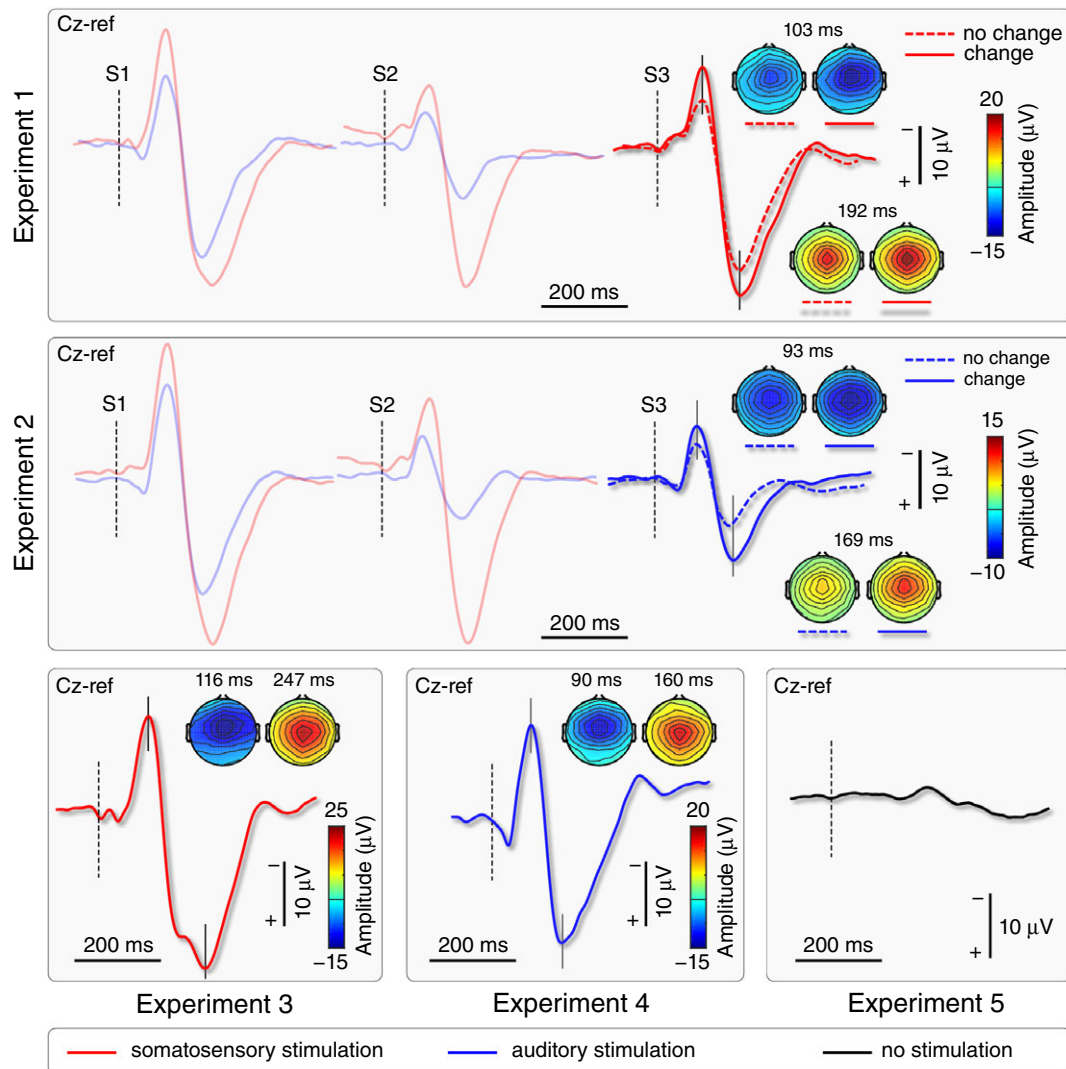 Experiment 1
Cz-ref
S1
S2
S3
103 ms
no change
change
20
Amplitude (μV)
−15
−
10 μV
+
192 ms
200 ms
Experiment 2
Cz-ref
S1
S2
S3
93 ms
no change
change
15
Amplitude (μV)
−10
−
10 μV
+
169 ms
200 ms
Cz-ref
116 ms
247 ms
25
Amplitude (μV)
−15
−
10 μV
+
200 ms
Experiment 3
Cz-ref
90 ms
160 ms
20
Amplitude (μV)
−15
−
10 μV
+
200 ms
Experiment 4
Cz-ref
−
10 μV
+
200 ms
Experiment 5
somatosensory stimulation
auditory stimulation
no stimulation